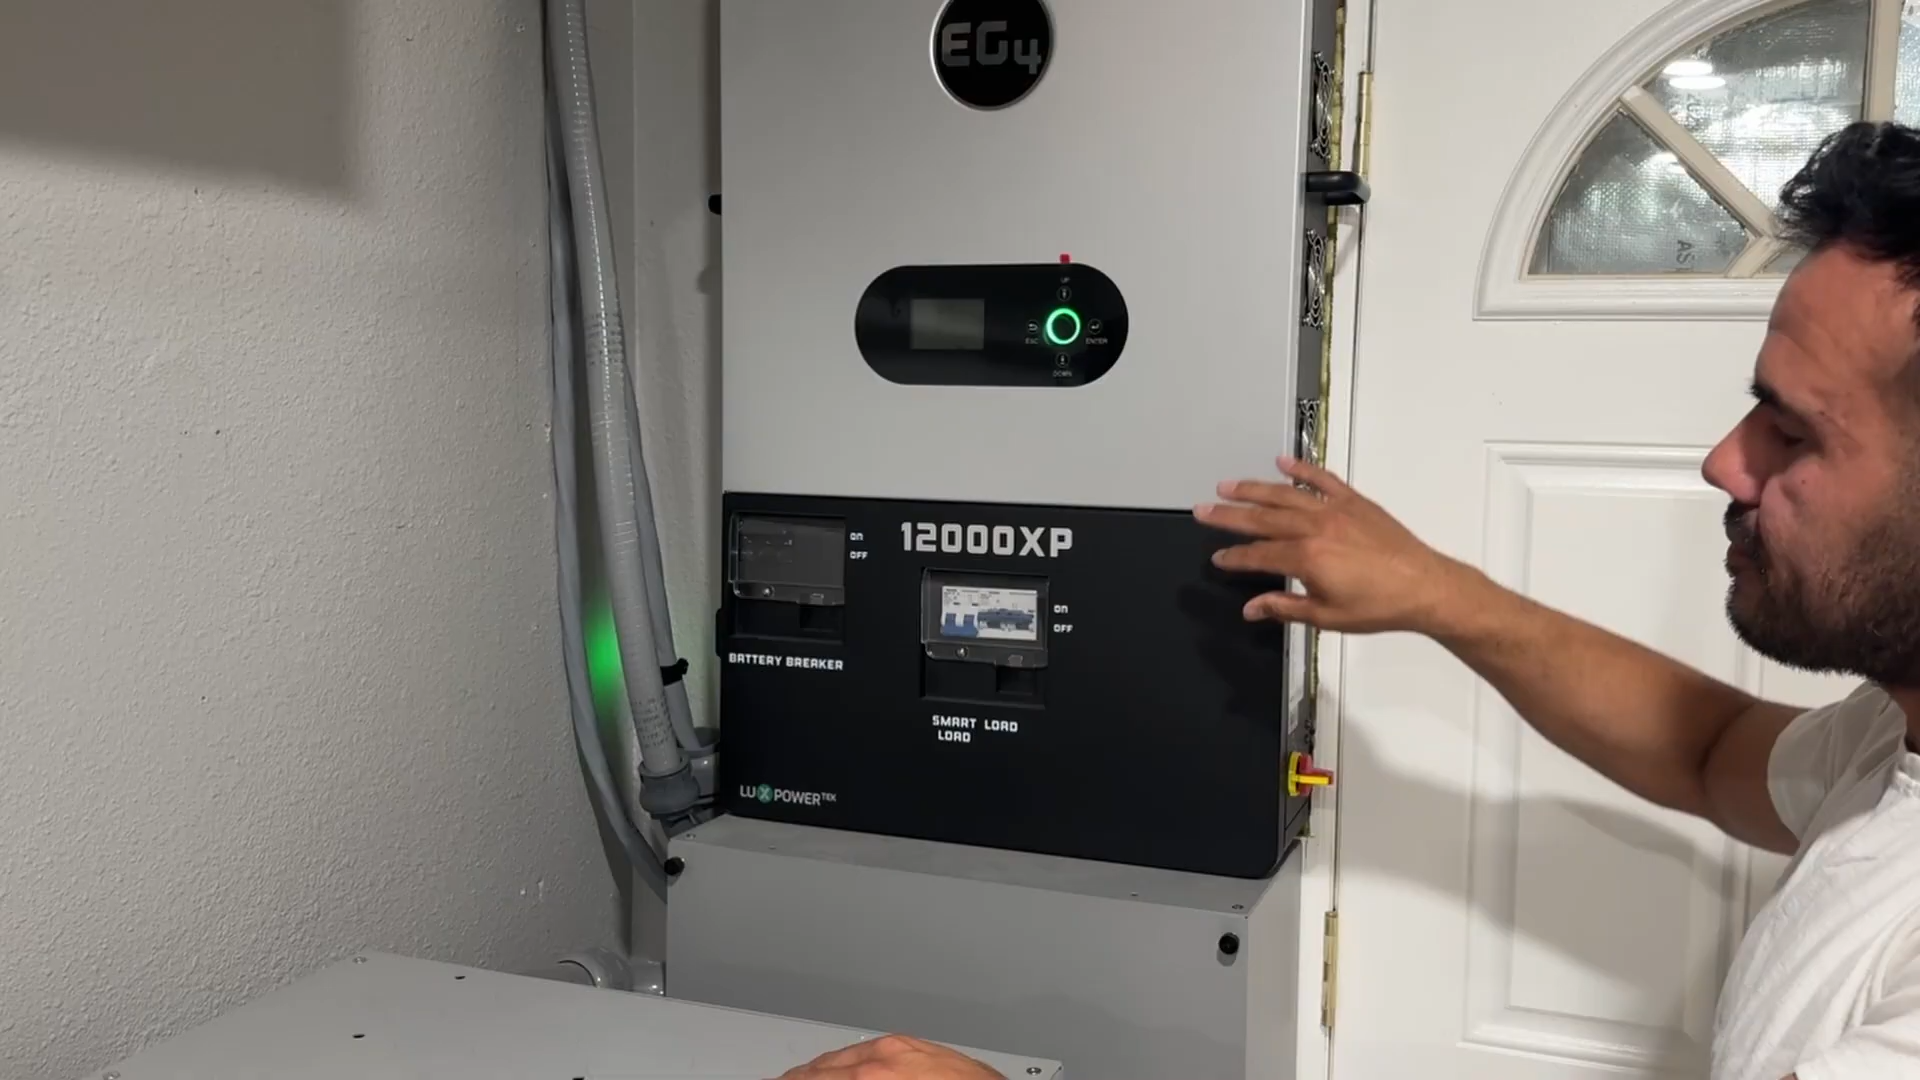 EG4
UP
ESC
ENTER
DOWN
12000XP
ON
OFF
ON
OFF
BATTERY BREAKER
SMART LOAD
LOAD
LUXPOWERTEK